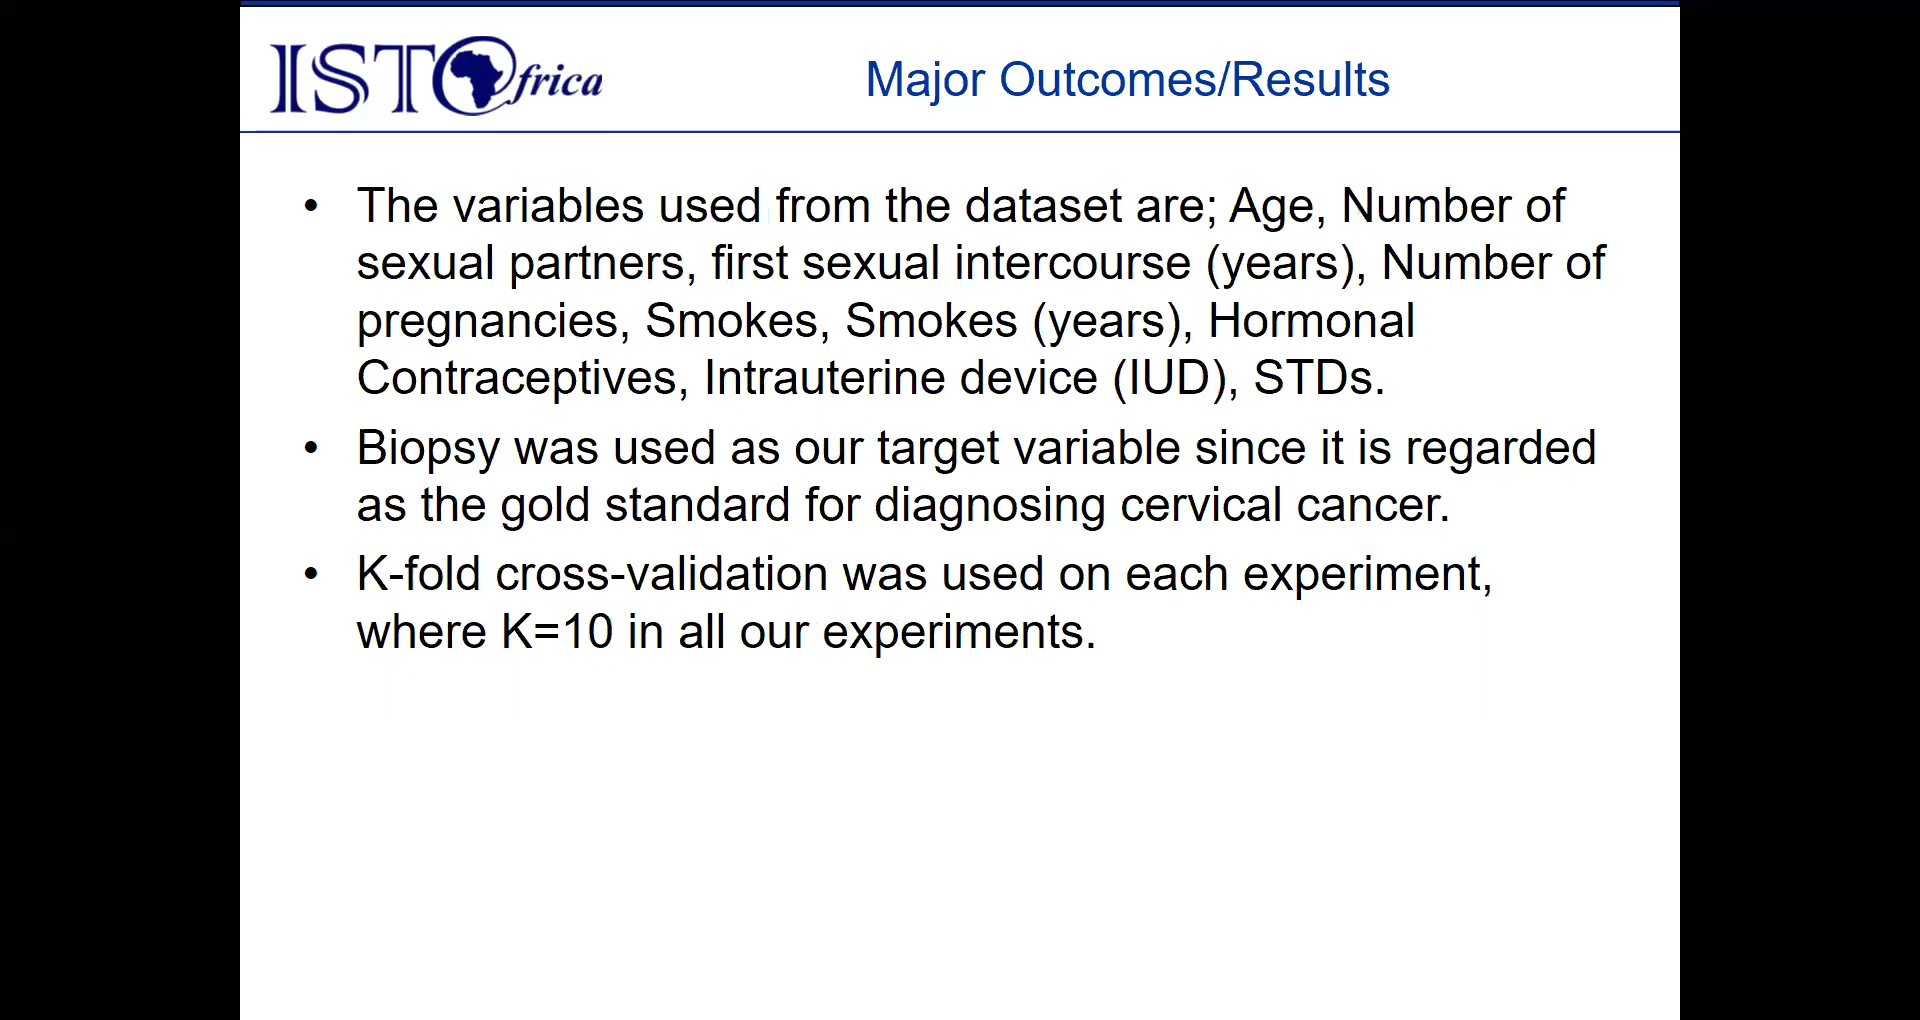 IST@frica
Major Outcomes/Results
• The variables used from the dataset are; Age, Number of
sexual partners, first sexual intercourse (years), Number of
pregnancies, Smokes, Smokes (years), Hormonal
Contraceptives, Intrauterine device (IUD), STDs.
• Biopsy was used as our target variable since it is regarded
as the gold standard for diagnosing cervical cancer.
• K-fold cross-validation was used on each experiment,
where K=10 in all our experiments.